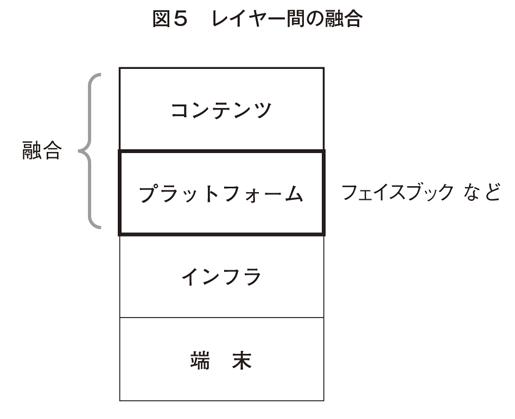 図5　レイヤー間の融合
コンテンツ
融合
プラットフォーム
フェイスブック など
インフラ
端　末